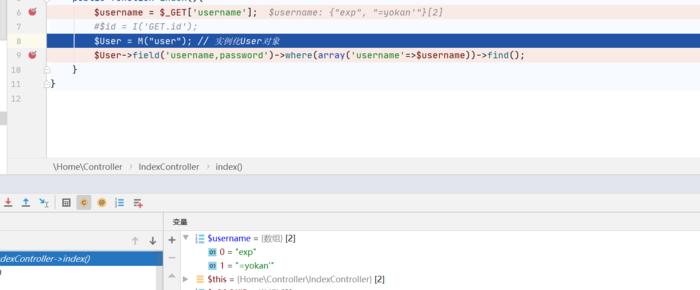 6 $username = $_GET['username']; $username: {"exp", "=yokan'"}[2]
7 #$id = I('GET.id');
8 $User = M("user"); // 实例化User对象
9 $User->field('username,password')->where(array('username'=>$username))->find();
10 }
11 }
12
\Home\Controller › IndexController › index()
变量
dexController->index()
$username = {数组} [2]
0 = "exp"
1 = "=yokan'"
$this = {Home\Controller\IndexController} [2]